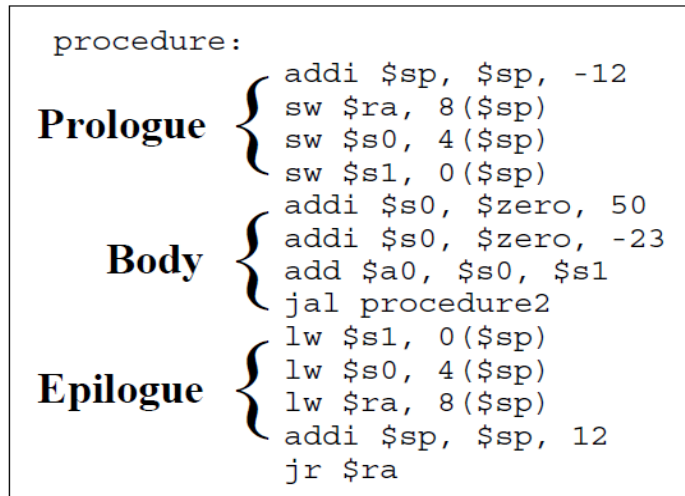 procedure:
addi $sp, $sp, -12
Prologue
sw $ra, 8($sp)
sw $s0, 4($sp)
sw $s1, 0($sp)
addi $s0, $zero, 50
addi $s0, $zero, -23
Body
add $a0, $s0, $s1
jal procedure2
lw $s1, 0($sp)
lw $s0, 4($sp)
Epilogue
lw $ra, 8($sp)
addi $sp, $sp, 12
jr $ra